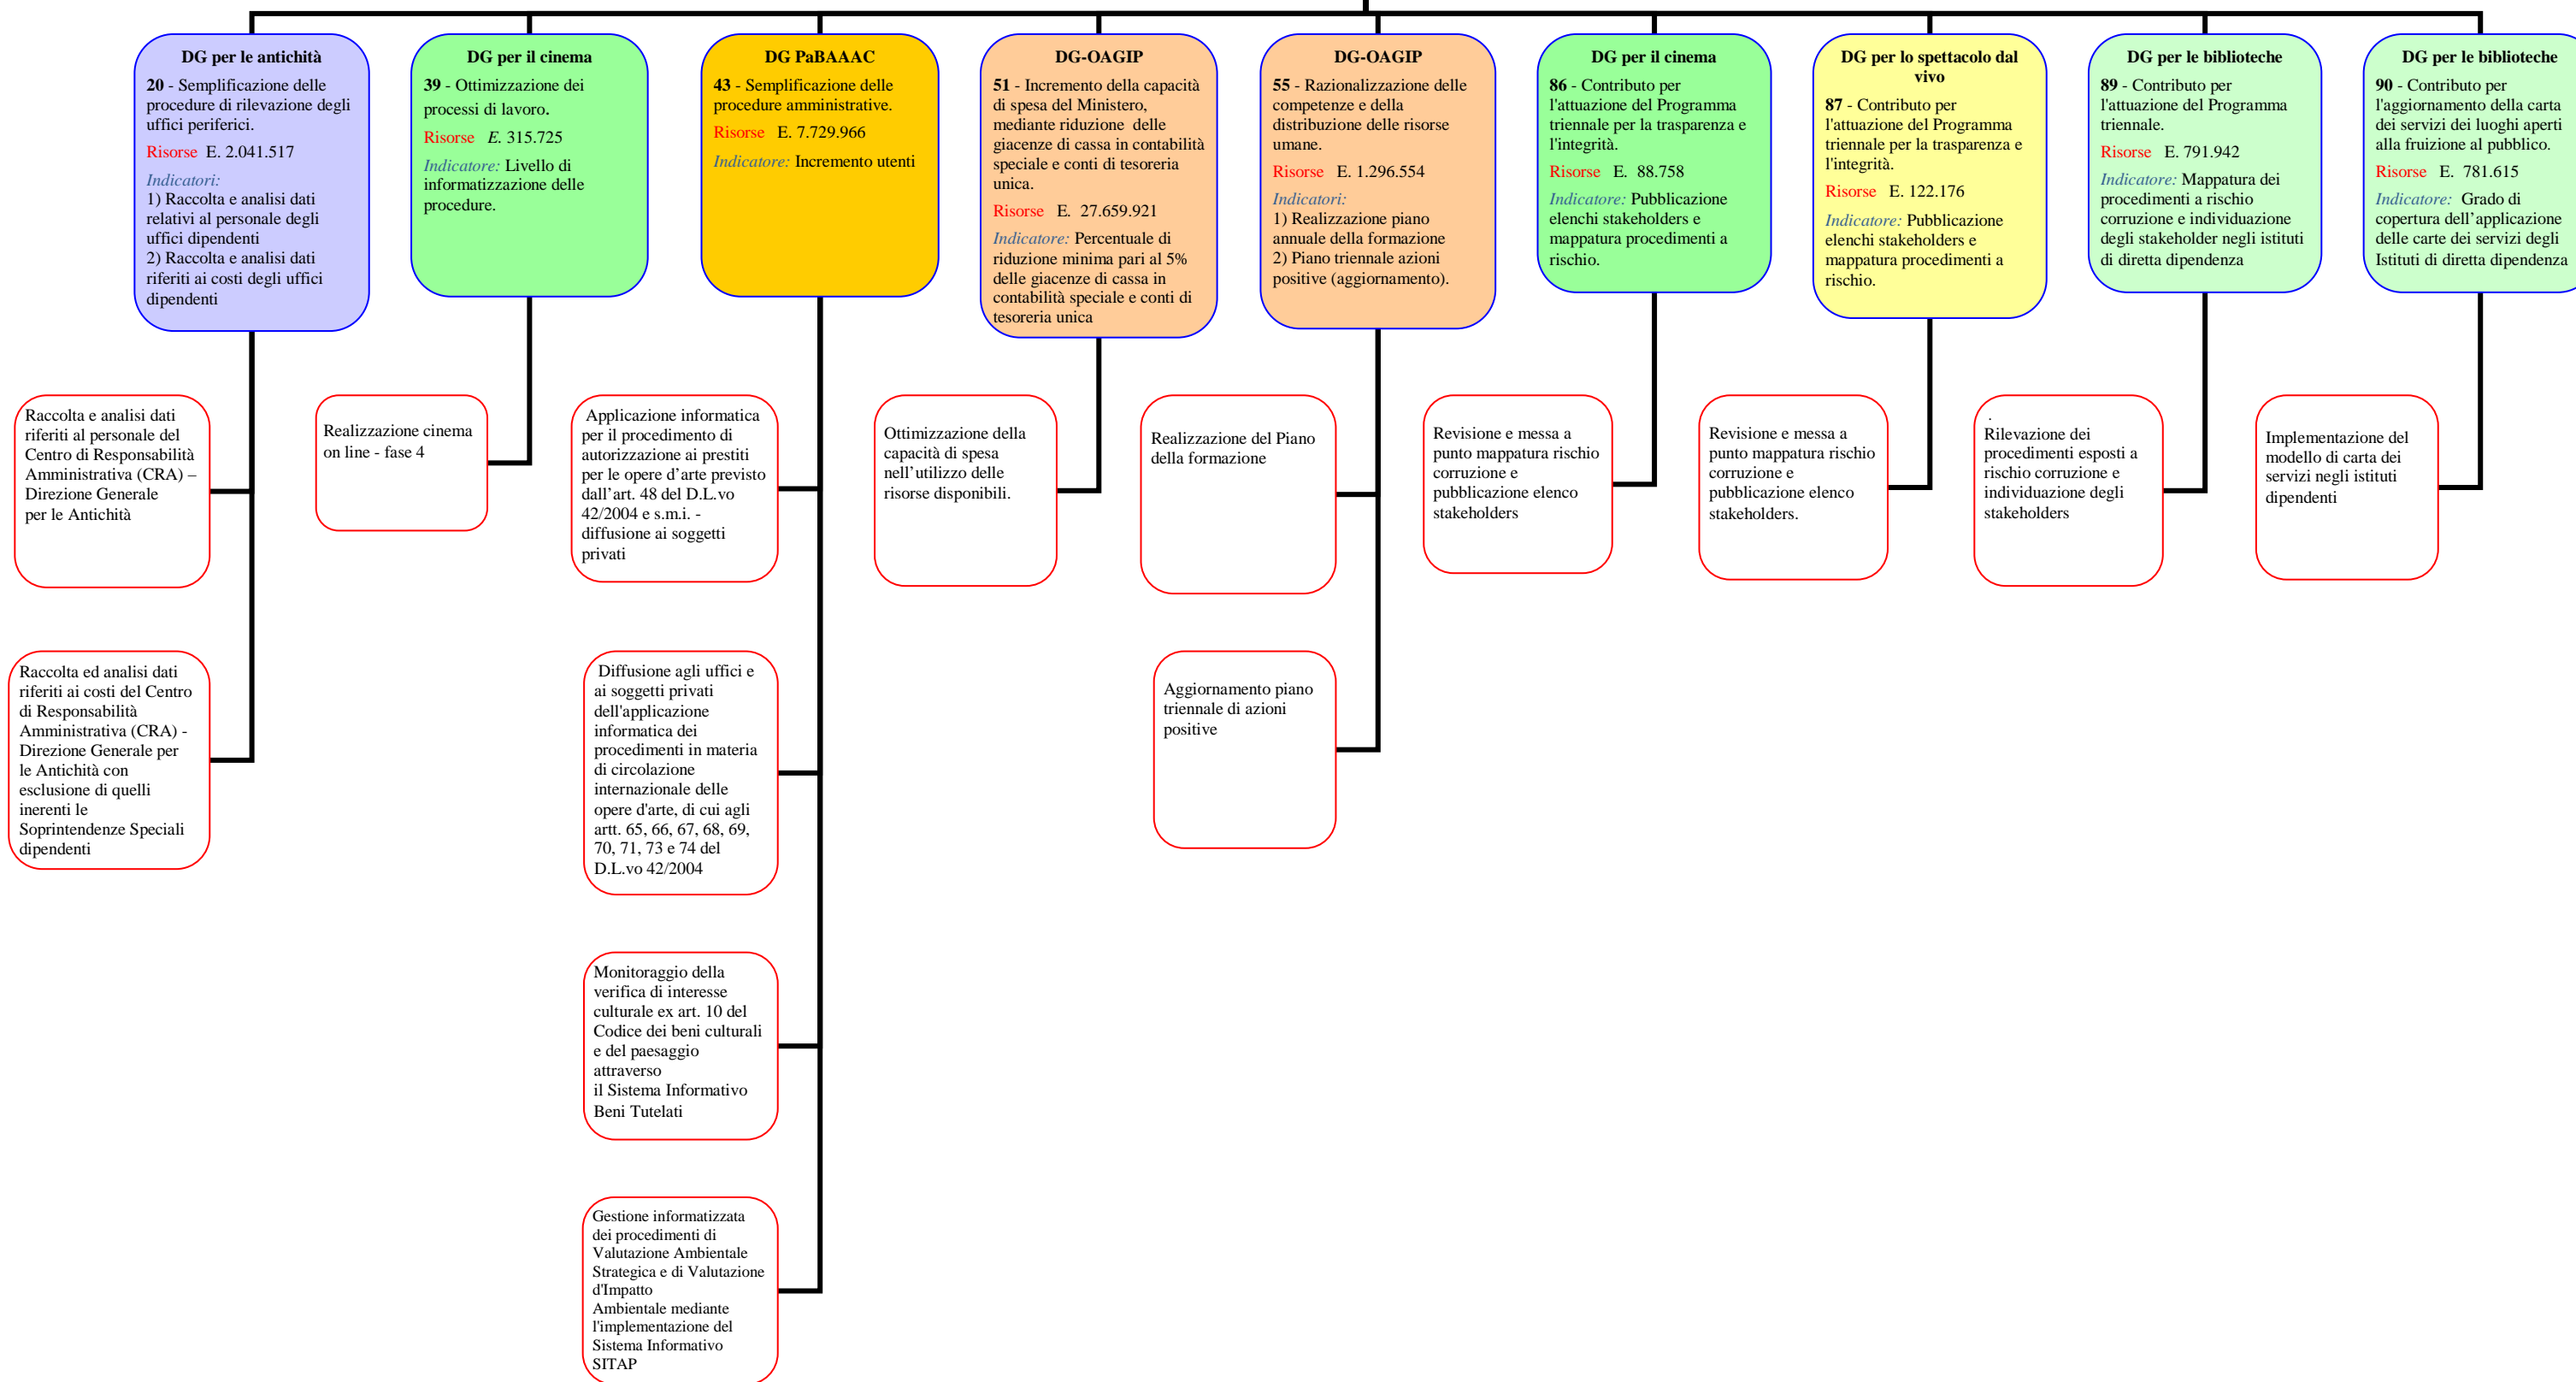 DG per le antichità
20 - Semplificazione delle
procedure di rilevazione degli
uffici periferici.
Risorse E. 2.041.517
Indicatori:
1) Raccolta e analisi dati
relativi al personale degli
uffici dipendenti
2) Raccolta e analisi dati
riferiti ai costi degli uffici
dipendenti
DG per il cinema
39 - Ottimizzazione dei
processi di lavoro.
Risorse E. 315.725
Indicatore: Livello di
informatizzazione delle
procedure.
DG PaBAAAC
43 - Semplificazione delle
procedure amministrative.
Risorse E. 7.729.966
Indicatore: Incremento utenti
DG-OAGIP
51 - Incremento della capacità
di spesa del Ministero,
mediante riduzione delle
giacenze di cassa in contabilità
speciale e conti di tesoreria
unica.
Risorse E. 27.659.921
Indicatore: Percentuale di
riduzione minima pari al 5%
delle giacenze di cassa in
contabilità speciale e conti di
tesoreria unica
DG-OAGIP
55 - Razionalizzazione delle
competenze e della
distribuzione delle risorse
umane.
Risorse E. 1.296.554
Indicatori:
1) Realizzazione piano
annuale della formazione
2) Piano triennale azioni
positive (aggiornamento).
DG per il cinema
86 - Contributo per
l'attuazione del Programma
triennale per la trasparenza e
l'integrità.
Risorse E. 88.758
Indicatore: Pubblicazione
elenchi stakeholders e
mappatura procedimenti a
rischio.
DG per lo spettacolo dal
vivo
87 - Contributo per
l'attuazione del Programma
triennale per la trasparenza e
l'integrità.
Risorse E. 122.176
Indicatore: Pubblicazione
elenchi stakeholders e
mappatura procedimenti a
rischio.
DG per le biblioteche
89 - Contributo per
l'attuazione del Programma
triennale.
Risorse E. 791.942
Indicatore: Mappatura dei
procedimenti a rischio
corruzione e individuazione
degli stakeholder negli istituti
di diretta dipendenza
DG per le biblioteche
90 - Contributo per
l'aggiornamento della carta
dei servizi dei luoghi aperti
alla fruizione al pubblico.
Risorse E. 781.615
Indicatore: Grado di
copertura dell’applicazione
delle carte dei servizi degli
Istituti di diretta dipendenza
Raccolta e analisi dati
riferiti al personale del
Centro di Responsabilità
Amministrativa (CRA) –
Direzione Generale
per le Antichità
Realizzazione cinema
on line - fase 4
Applicazione informatica
per il procedimento di
autorizzazione ai prestiti
per le opere d’arte previsto
dall’art. 48 del D.L.vo
42/2004 e s.m.i. -
diffusione ai soggetti
privati
Ottimizzazione della
capacità di spesa
nell’utilizzo delle
risorse disponibili.
Realizzazione del Piano
della formazione
Revisione e messa a
punto mappatura rischio
corruzione e
pubblicazione elenco
stakeholders
Revisione e messa a
punto mappatura rischio
corruzione e
pubblicazione elenco
stakeholders.
.
Rilevazione dei
procedimenti esposti a
rischio corruzione e
individuazione degli
stakeholders
Implementazione del
modello di carta dei
servizi negli istituti
dipendenti
Raccolta ed analisi dati
riferiti ai costi del Centro
di Responsabilità
Amministrativa (CRA) -
Direzione Generale per
le Antichità con
esclusione di quelli
inerenti le
Soprintendenze Speciali
dipendenti
Diffusione agli uffici e
ai soggetti privati
dell'applicazione
informatica dei
procedimenti in materia
di circolazione
internazionale delle
opere d'arte, di cui agli
artt. 65, 66, 67, 68, 69,
70, 71, 73 e 74 del
D.L.vo 42/2004
Aggiornamento piano
triennale di azioni
positive
Monitoraggio della
verifica di interesse
culturale ex art. 10 del
Codice dei beni culturali
e del paesaggio
attraverso
il Sistema Informativo
Beni Tutelati
Gestione informatizzata
dei procedimenti di
Valutazione Ambientale
Strategica e di Valutazione
d'Impatto
Ambientale mediante
l'implementazione del
Sistema Informativo
SITAP